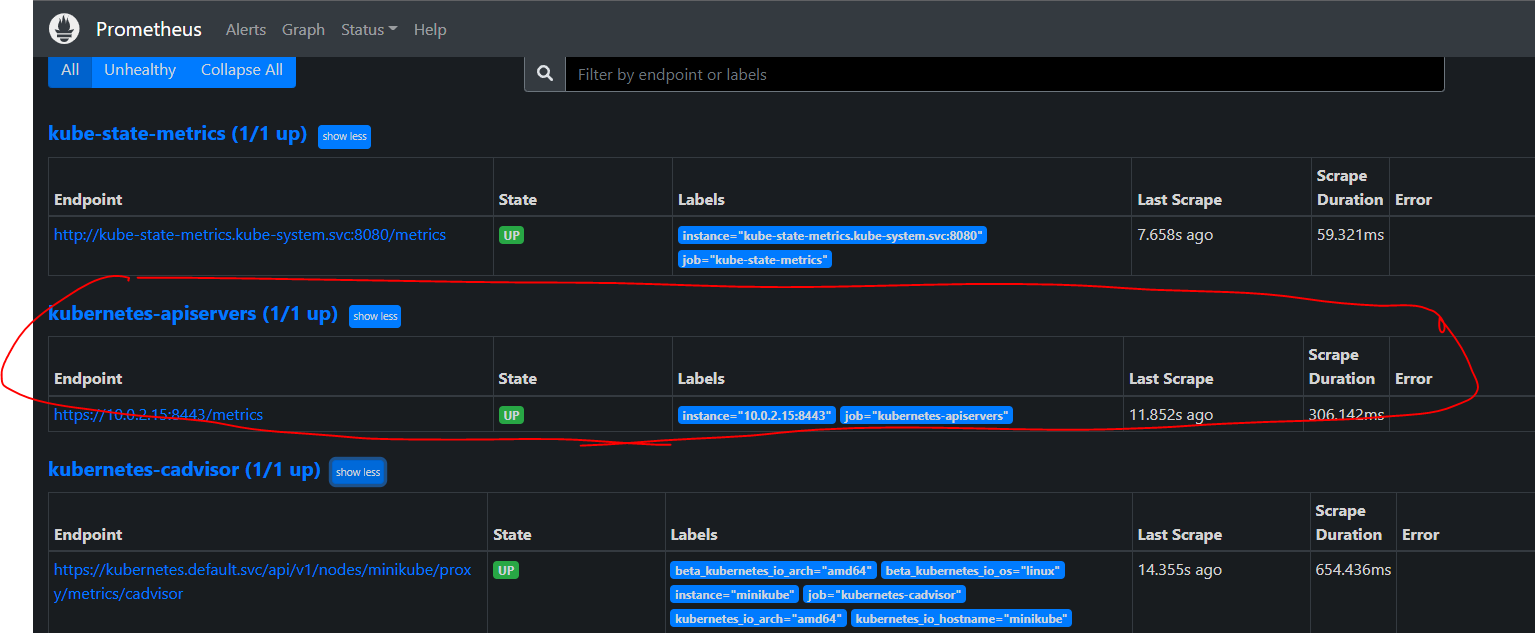 Prometheus Alerts Graph Status Help
All Unhealthy Collapse All Filter by endpoint or labels
kube-state-metrics (1/1 up) show less
Endpoint State Labels Last Scrape Scrape Duration Error
http://kube-state-metrics.kube-system.svc:8080/metrics UP instance="kube-state-metrics.kube-system.svc:8080" 7.658s ago 59.321ms
job="kube-state-metrics"
kubernetes-apiservers (1/1 up) show less
Endpoint State Labels Last Scrape Scrape Duration Error
https://10.0.2.15:8443/metrics UP instance="10.0.2.15:8443" job="kubernetes-apiservers" 11.852s ago 306.142ms
kubernetes-cadvisor (1/1 up) show less
Endpoint State Labels Last Scrape Scrape Duration Error
https://kubernetes.default.svc/api/v1/nodes/minikube/prox UP beta_kubernetes_io_arch="amd64" beta_kubernetes_io_os="linux" 14.355s ago 654.436ms
y/metrics/cadvisor instance="minikube" job="kubernetes-cadvisor"
kubernetes_io_arch="amd64" kubernetes_io_hostname="minikube"